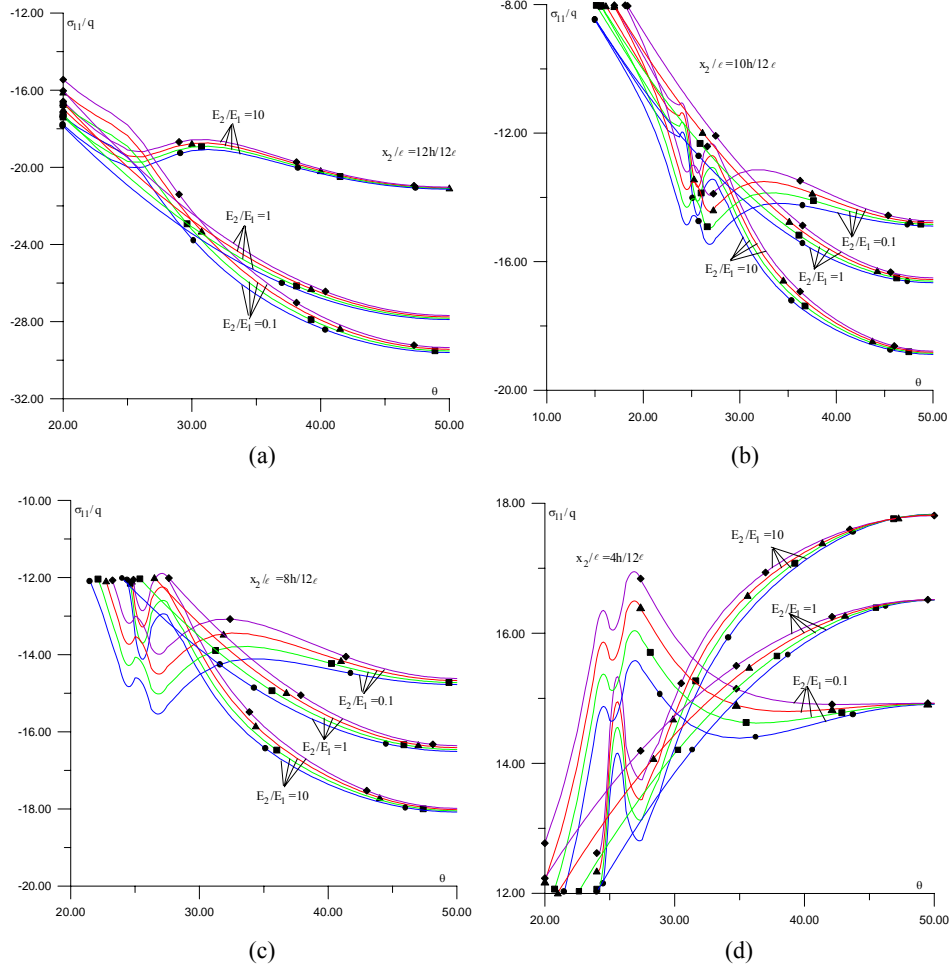 σ11/q
-12.00
-16.00
-20.00
-24.00
-28.00
-32.00
E2/E1=10
x2/ℓ=12h/12ℓ
E2/E1=1
E2/E1=0.1
θ
20.00 30.00 40.00 50.00
(a)
σ11/q
-8.00
-12.00
-16.00
-20.00
x2/ℓ=10h/12ℓ
E2/E1=0.1
E2/E1=10
E2/E1=1
θ
10.00 20.00 30.00 40.00 50.00
(b)
σ11/q
-10.00
-12.00
-14.00
-16.00
-18.00
-20.00
x2/ℓ=8h/12ℓ
E2/E1=0.1
E2/E1=1
E2/E1=10
θ
20.00 30.00 40.00 50.00
(c)
σ11/q
18.00
16.00
14.00
12.00
E2/E1=10
x2/ℓ=4h/12ℓ
E2/E1=1
E2/E1=0.1
θ
20.00 30.00 40.00 50.00
(d)